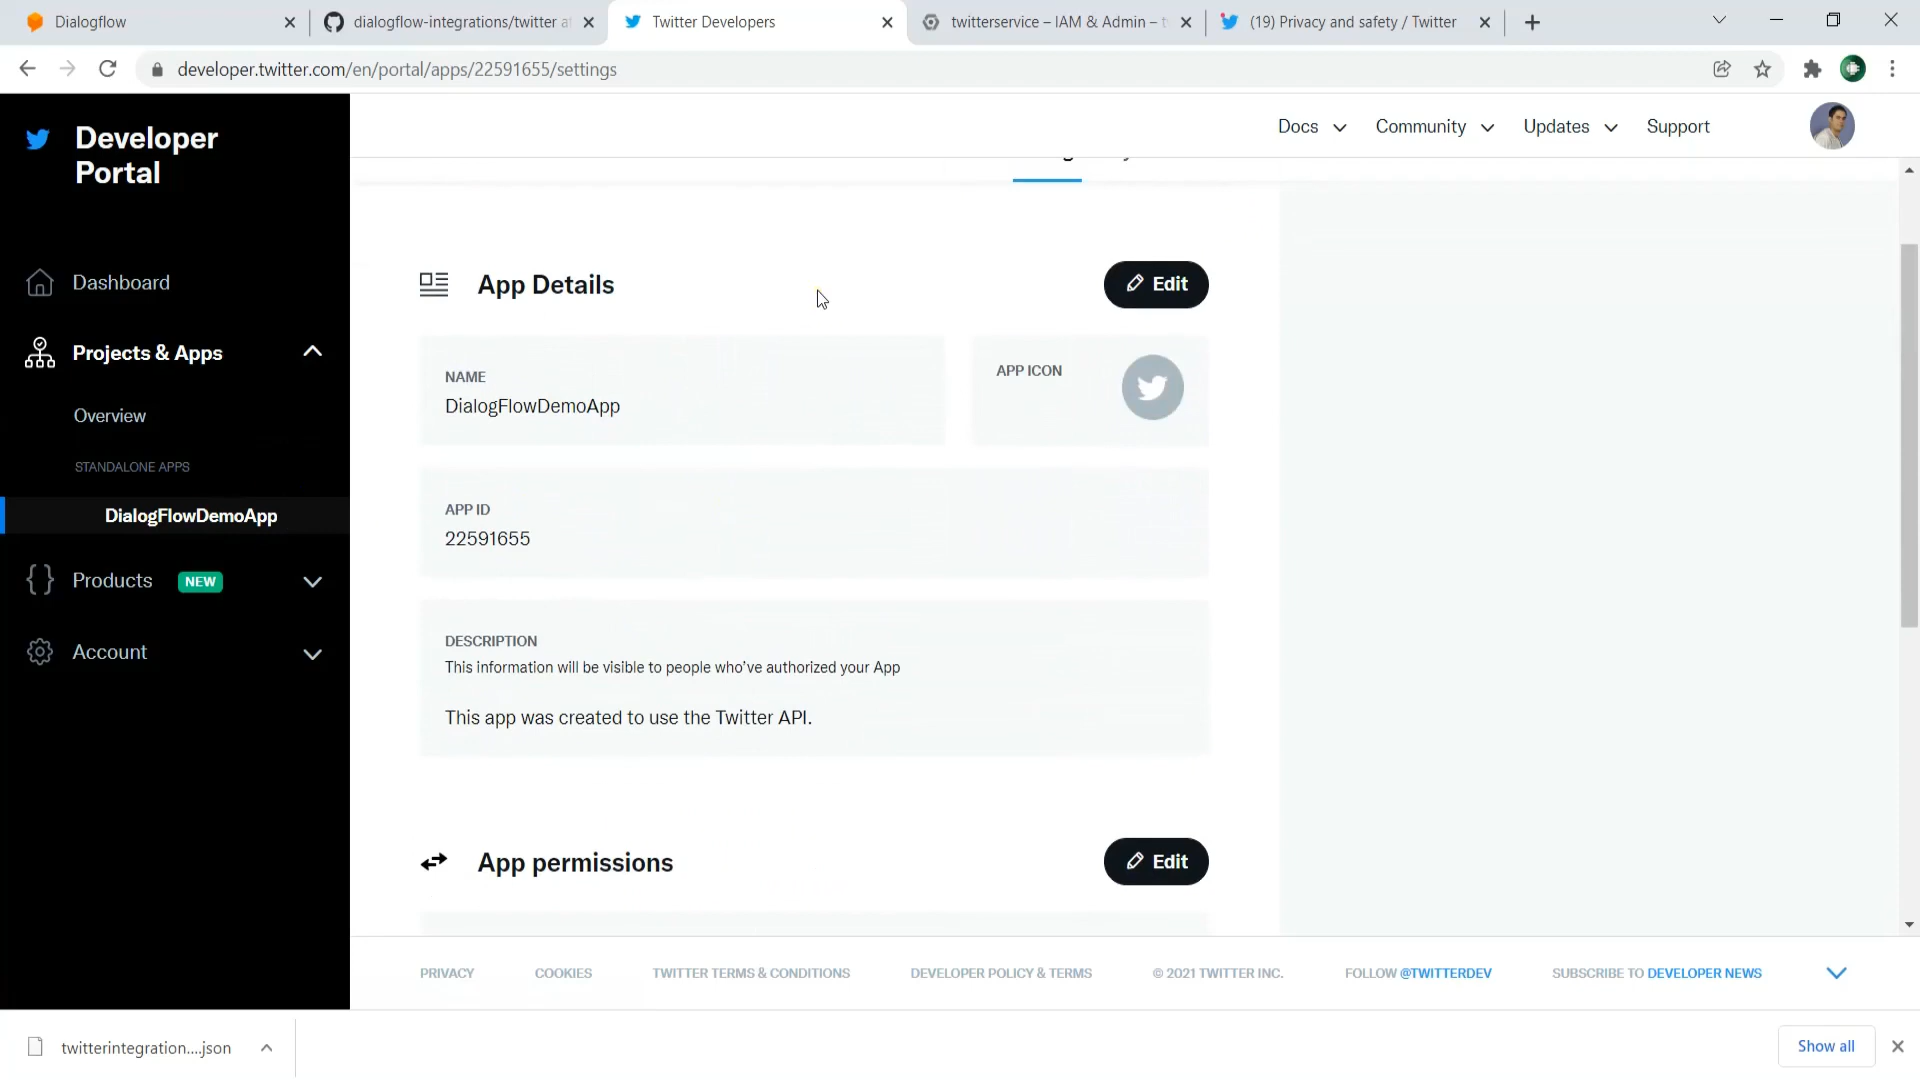 Dialogflow
dialogflow-integrations/twitter at
Twitter Developers
twitterservice – IAM & Admin –
(19) Privacy and safety / Twitter
developer.twitter.com/en/portal/apps/22591655/settings
Developer
Portal
Docs
Community
Updates
Support
Dashboard
Projects & Apps
Overview
STANDALONE APPS
DialogFlowDemoApp
Products
NEW
Account
App Details
Edit
NAME
DialogFlowDemoApp
APP ICON
APP ID
22591655
DESCRIPTION
This information will be visible to people who've authorized your App
This app was created to use the Twitter API.
App permissions
Edit
PRIVACY
COOKIES
TWITTER TERMS & CONDITIONS
DEVELOPER POLICY & TERMS
© 2021 TWITTER INC.
FOLLOW @TWITTERDEV
SUBSCRIBE TO DEVELOPER NEWS
twitterintegration....json
Show all